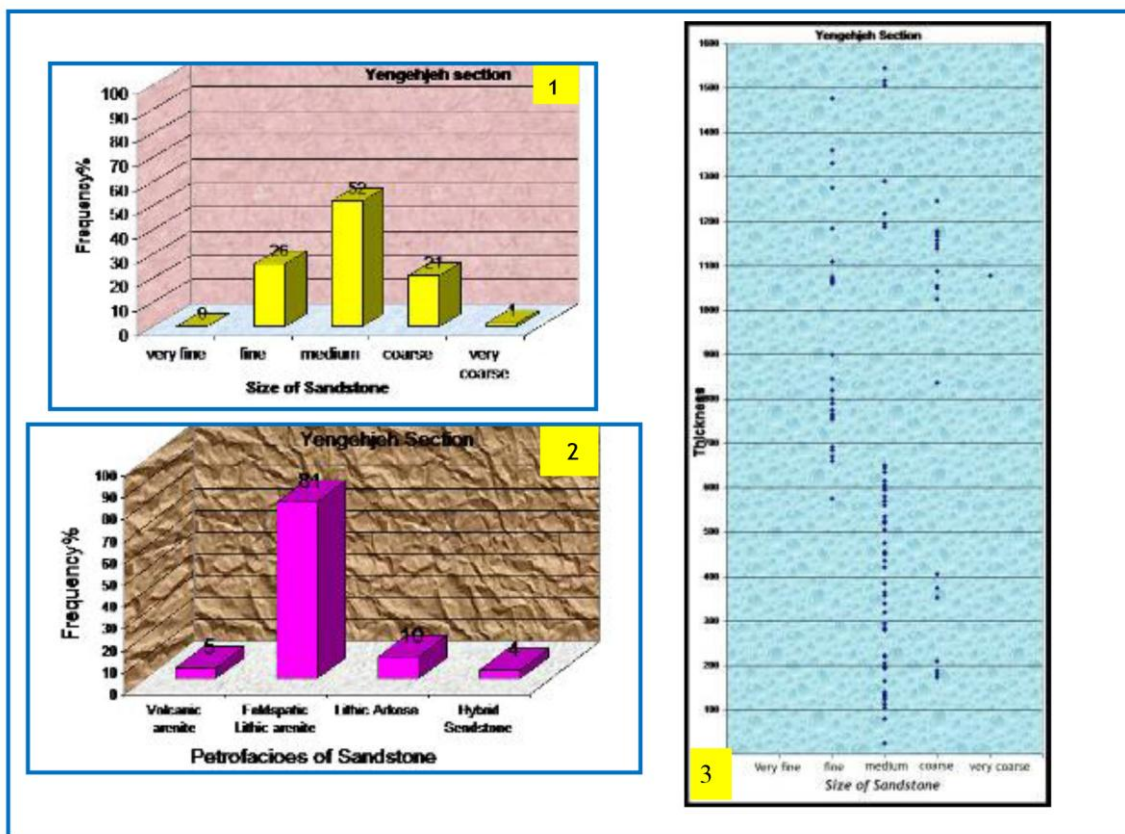 Yengehjeh section
1
100
90
80
70
60
50
40
30
20
10
0
Frequency%
0
26
52
21
1
very fine
fine
medium
coarse
very
coarse
Size of Sandstone
Yengehjeh Section
2
100
90
80
70
60
50
40
30
20
10
0
Frequency%
5
81
10
4
Volcanic
arenite
Feldspatic
Lithic arenite
Lithic Arkose
Hybrid
Sendstone
Petrofacioes of Sandstone
Yengehjeh Section
1600
1500
1400
1300
1200
1100
1000
900
800
700
600
500
400
300
200
100
Thickness
Very fine
fine
medium
coarse
very coarse
Size of Sandstone
3